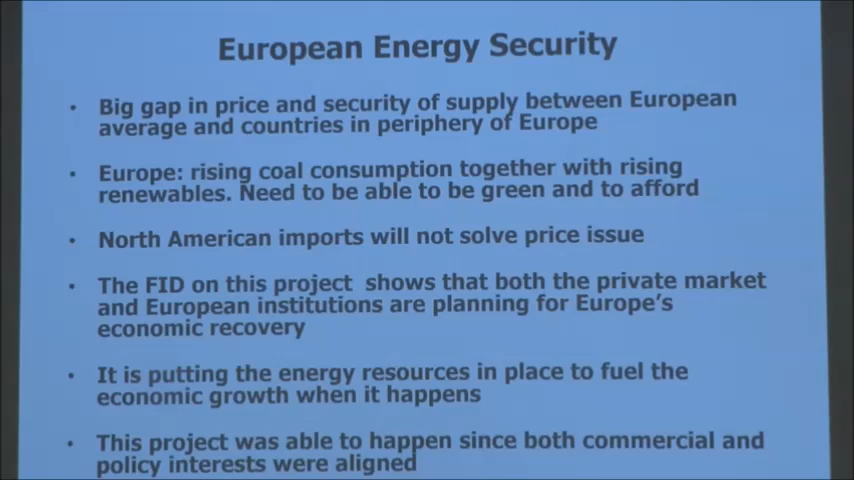 European Energy Security
• Big gap in price and security of supply between European
average and countries in periphery of Europe
• Europe: rising coal consumption together with rising
renewables. Need to be able to be green and to afford
• North American imports will not solve price issue
• The FID on this project shows that both the private market
and European institutions are planning for Europe's
economic recovery
• It is putting the energy resources in place to fuel the
economic growth when it happens
• This project was able to happen since both commercial and
policy interests were aligned